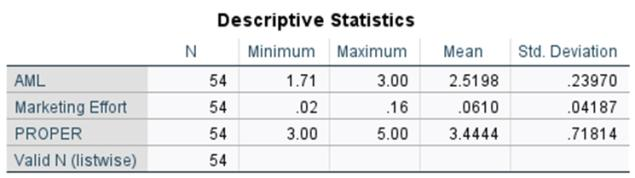 Descriptive Statistics
N Minimum Maximum Mean Std. Deviation
AML 54 1.71 3.00 2.5198 .23970
Marketing Effort 54 .02 .16 .0610 .04187
PROPER 54 3.00 5.00 3.4444 .71814
Valid N (listwise) 54